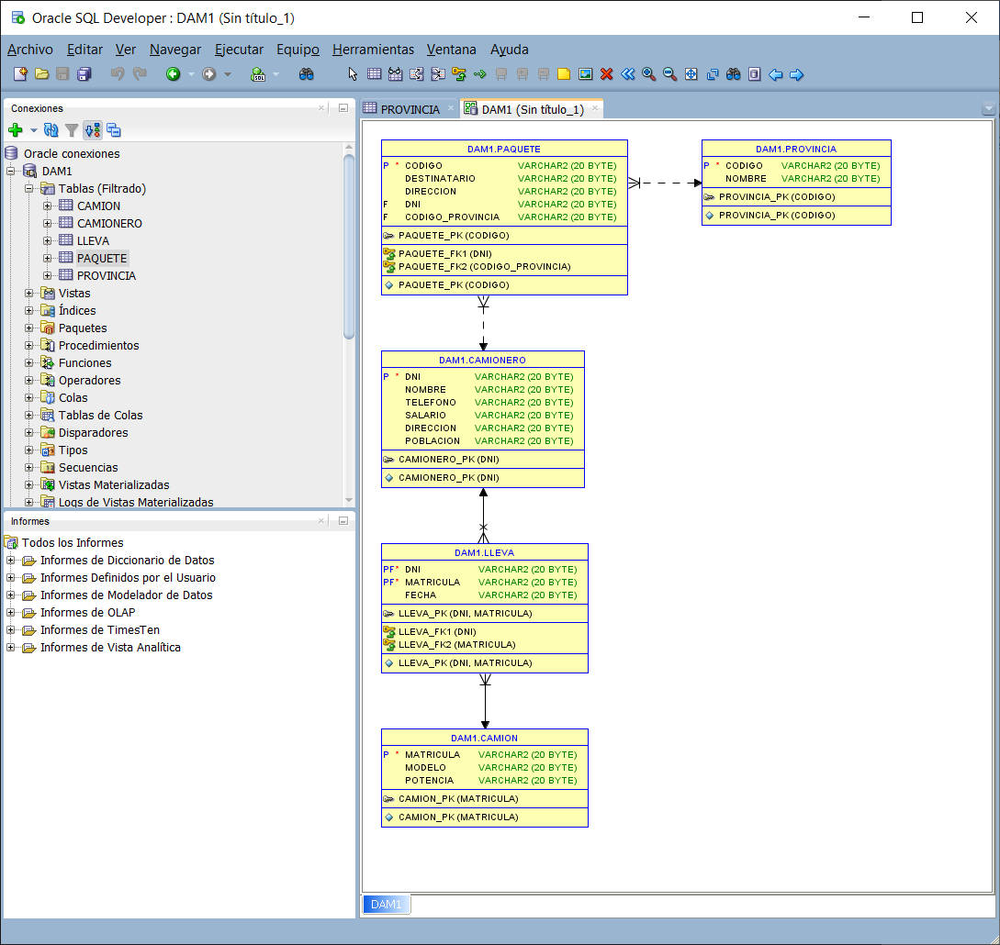 Oracle SQL Developer : DAM1 (Sin título_1)
Archivo Editar Ver Navegar Ejecutar Equipo Herramientas Ventana Ayuda
Conexiones
Oracle conexiones
DAM1
Tablas (Filtrado)
CAMION
CAMIONERO
LLEVA
PAQUETE
PROVINCIA
Vistas
Índices
Paquetes
Procedimientos
Funciones
Operadores
Colas
Tablas de Colas
Disparadores
Tipos
Secuencias
Vistas Materializadas
Logs de Vistas Materializadas
Informes
Todos los Informes
Informes de Diccionario de Datos
Informes Definidos por el Usuario
Informes de Modelador de Datos
Informes de OLAP
Informes de TimesTen
Informes de Vista Analítica
PROVINCIA DAM1 (Sin título_1)
DAM1.PAQUETE
P * CODIGO VARCHAR2 (20 BYTE)
DESTINATARIO VARCHAR2 (20 BYTE)
DIRECCION VARCHAR2 (20 BYTE)
F DNI VARCHAR2 (20 BYTE)
F CODIGO_PROVINCIA VARCHAR2 (20 BYTE)
PAQUETE_PK (CODIGO)
PAQUETE_FK1 (DNI)
PAQUETE_FK2 (CODIGO_PROVINCIA)
PAQUETE_PK (CODIGO)
DAM1.PROVINCIA
P * CODIGO VARCHAR2 (20 BYTE)
NOMBRE VARCHAR2 (20 BYTE)
PROVINCIA_PK (CODIGO)
PROVINCIA_PK (CODIGO)
DAM1.CAMIONERO
P * DNI VARCHAR2 (20 BYTE)
NOMBRE VARCHAR2 (20 BYTE)
TELEFONO VARCHAR2 (20 BYTE)
SALARIO VARCHAR2 (20 BYTE)
DIRECCION VARCHAR2 (20 BYTE)
POBLACION VARCHAR2 (20 BYTE)
CAMIONERO_PK (DNI)
CAMIONERO_PK (DNI)
DAM1.LLEVA
PF* DNI VARCHAR2 (20 BYTE)
PF* MATRICULA VARCHAR2 (20 BYTE)
FECHA VARCHAR2 (20 BYTE)
LLEVA_PK (DNI, MATRICULA)
LLEVA_FK1 (DNI)
LLEVA_FK2 (MATRICULA)
LLEVA_PK (DNI, MATRICULA)
DAM1.CAMION
P * MATRICULA VARCHAR2 (20 BYTE)
MODELO VARCHAR2 (20 BYTE)
POTENCIA VARCHAR2 (20 BYTE)
CAMION_PK (MATRICULA)
CAMION_PK (MATRICULA)
DAM1